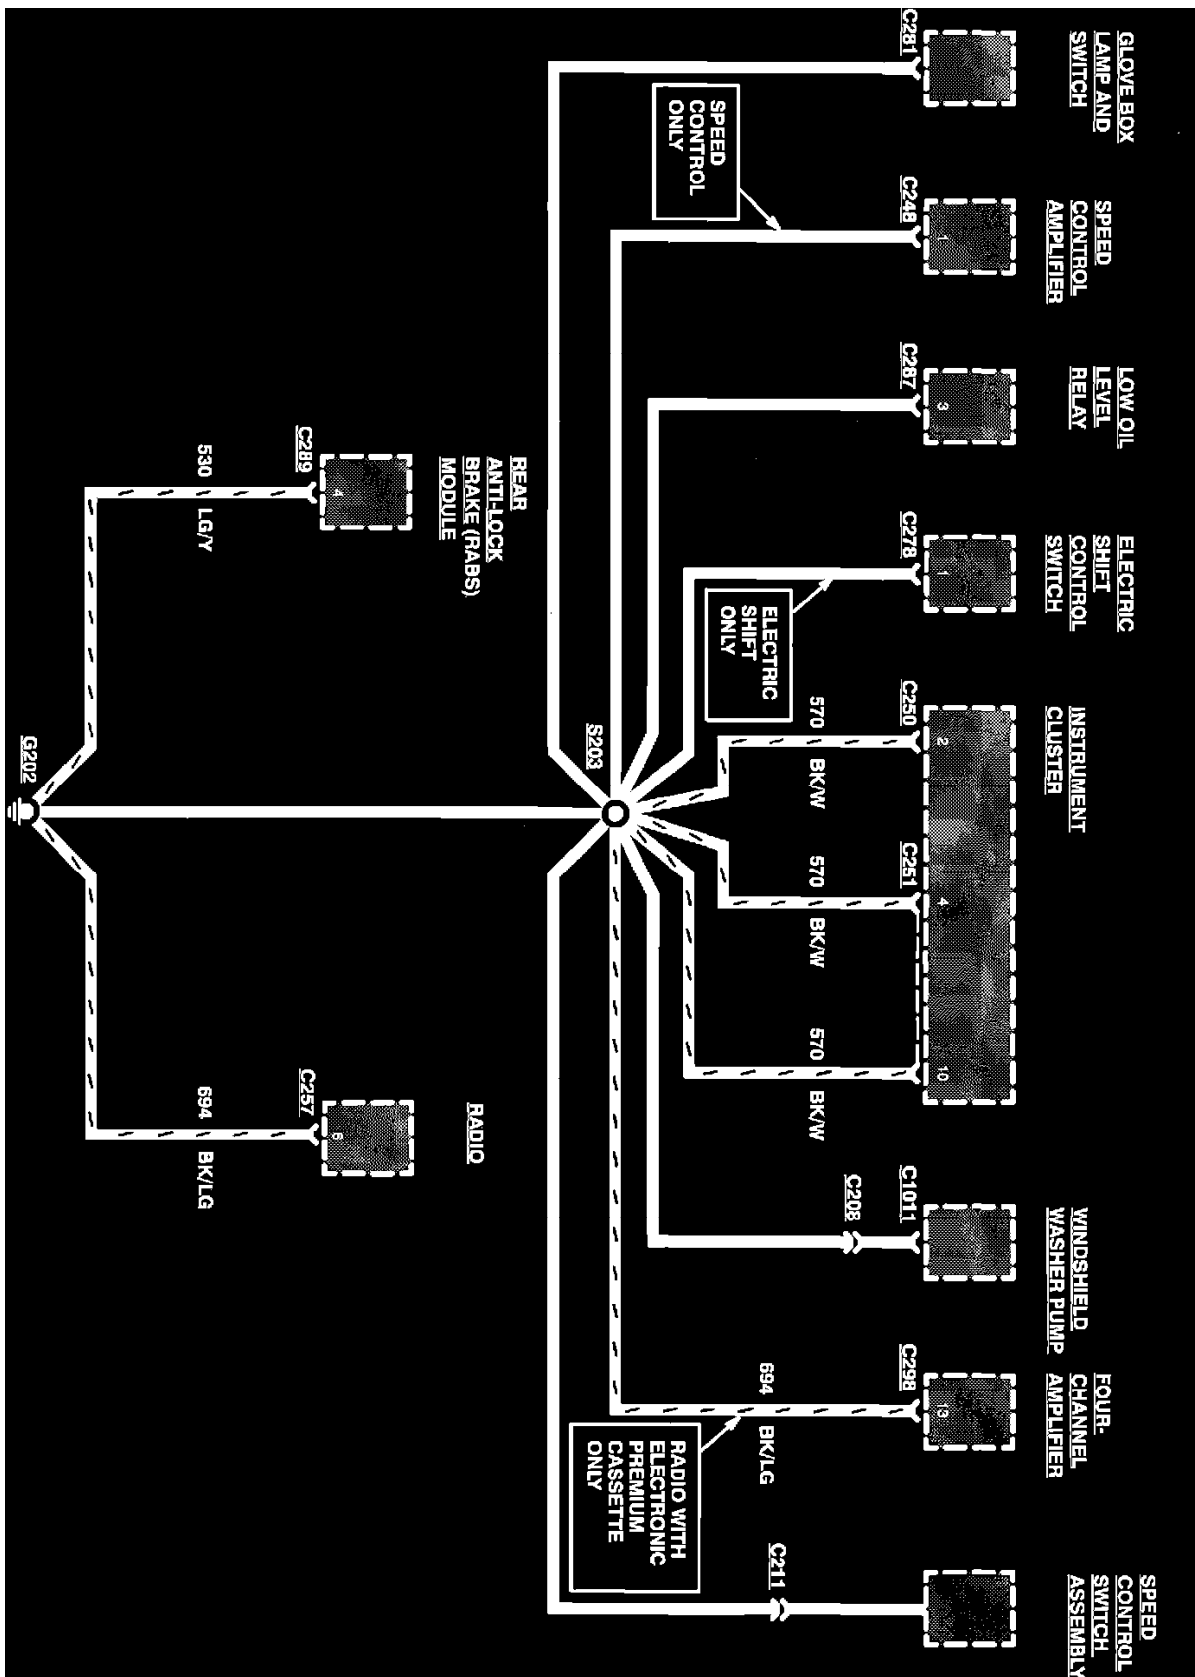 GLOVE BOX
LAMP AND
SWITCH
SPEED
CONTROL
AMPLIFIER
LOW OIL
LEVEL
RELAY
ELECTRIC
SHIFT
CONTROL
SWITCH
INSTRUMENT
CLUSTER
WINDSHIELD
WASHER PUMP
FOUR-
CHANNEL
AMPLIFIER
SPEED
CONTROL
SWITCH
ASSEMBLY
1
3
1
2
4
10
13
C281
C248
C287
C278
C250
C251
C1011
C298
C208
C211
570 BK/W
570 BK/W
570 BK/W
694 BK/LG
SPEED
CONTROL
ONLY
ELECTRIC
SHIFT
ONLY
RADIO WITH
ELECTRONIC
PREMIUM
CASSETTE
ONLY
S203
REAR
ANTI-LOCK
BRAKE (RABS)
MODULE
RADIO
4
C289
C257
530 LG/Y
694 BK/LG
G202